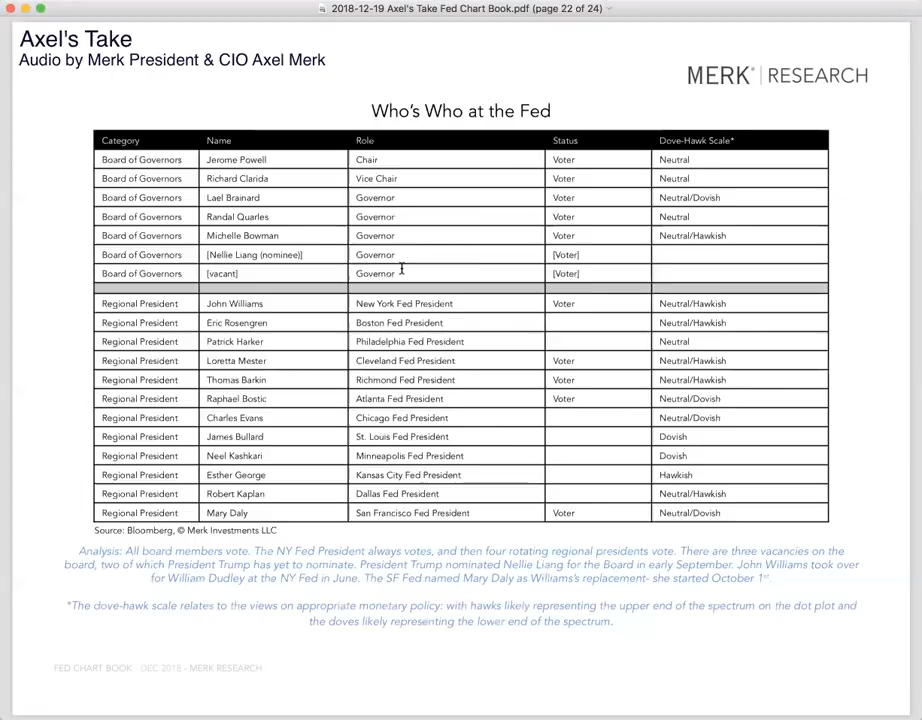 2018-12-19 Axel's Take Fed Chart Book.pdf (page 22 of 24)
Axel's Take
Audio by Merk President & CIO Axel Merk
MERK® | RESEARCH
Who's Who at the Fed
Category Name Role Status Dove-Hawk Scale*
Board of Governors Jerome Powell Chair Voter Neutral
Board of Governors Richard Clarida Vice Chair Voter Neutral
Board of Governors Lael Brainard Governor Voter Neutral/Dovish
Board of Governors Randal Quarles Governor Voter Neutral
Board of Governors Michelle Bowman Governor Voter Neutral/Hawkish
Board of Governors [Nellie Liang (nominee)] Governor [Voter]
Board of Governors [vacant] Governor [Voter]
Regional President John Williams New York Fed President Voter Neutral/Hawkish
Regional President Eric Rosengren Boston Fed President Neutral/Hawkish
Regional President Patrick Harker Philadelphia Fed President Neutral
Regional President Loretta Mester Cleveland Fed President Voter Neutral/Hawkish
Regional President Thomas Barkin Richmond Fed President Voter Neutral/Hawkish
Regional President Raphael Bostic Atlanta Fed President Voter Neutral/Dovish
Regional President Charles Evans Chicago Fed President Neutral/Dovish
Regional President James Bullard St. Louis Fed President Dovish
Regional President Neel Kashkari Minneapolis Fed President Dovish
Regional President Esther George Kansas City Fed President Hawkish
Regional President Robert Kaplan Dallas Fed President Neutral/Hawkish
Regional President Mary Daly San Francisco Fed President Voter Neutral/Dovish
Source: Bloomberg, © Merk Investments LLC
Analysis: All board members vote. The NY Fed President always votes, and then four rotating regional presidents vote. There are three vacancies on the
board, two of which President Trump has yet to nominate. President Trump nominated Nellie Liang for the Board in early September. John Williams took over
for William Dudley at the NY Fed in June. The SF Fed named Mary Daly as Williams's replacement- she started October 1st.
*The dove-hawk scale relates to the views on appropriate monetary policy: with hawks likely representing the upper end of the spectrum on the dot plot and
the doves likely representing the lower end of the spectrum.
FED CHART BOOK - DEC 2018 - MERK RESEARCH